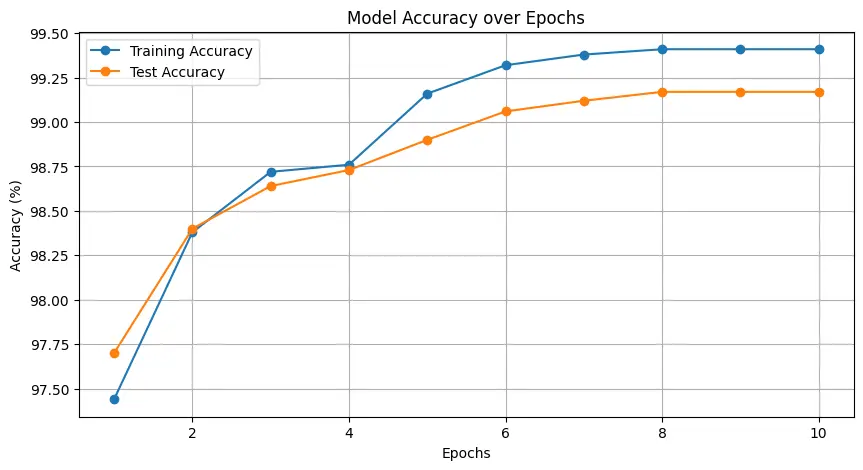 Model Accuracy over Epochs
Training Accuracy
Test Accuracy
Accuracy (%)
99.50
99.25
99.00
98.75
98.50
98.25
98.00
97.75
97.50
2 4 6 8 10
Epochs